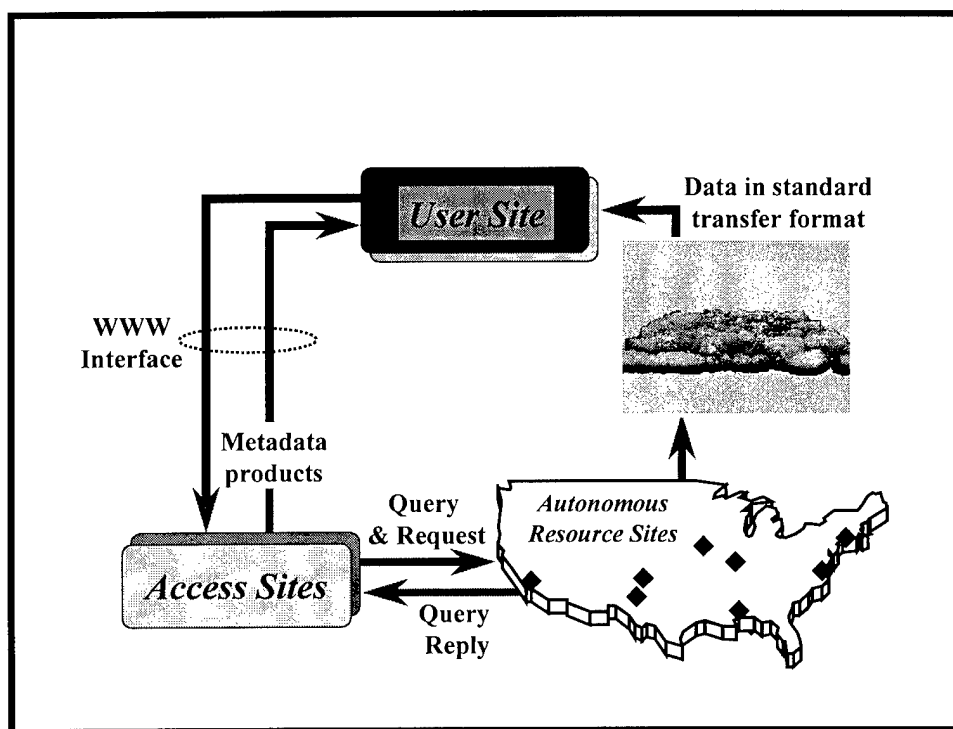 User Site
Data in standard
transfer format
WWW
Interface
Metadata
products
Query
& Request
Autonomous
Resource Sites
Access Sites
Query
Reply